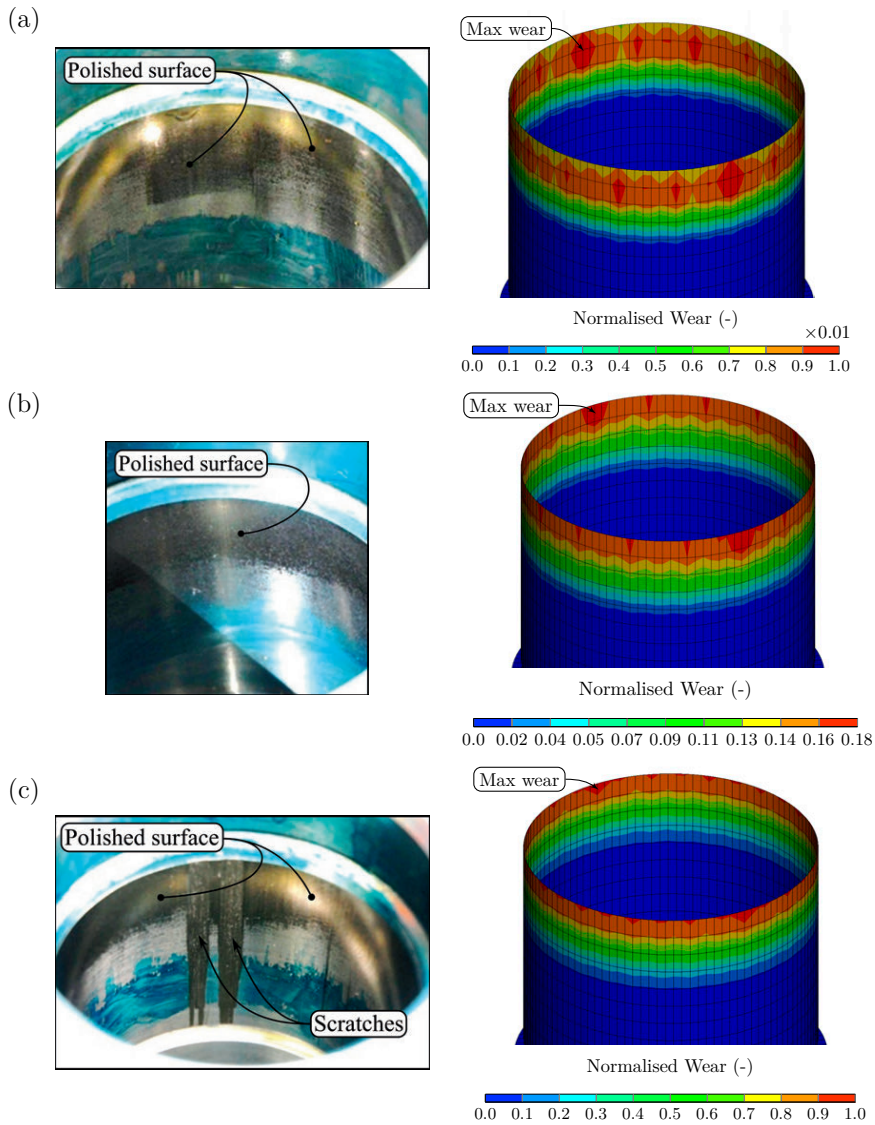 (a)
Polished surface
Max wear
Normalised Wear (-)
×0.01
0.0 0.1 0.2 0.3 0.4 0.5 0.6 0.7 0.8 0.9 1.0
(b)
Polished surface
Max wear
Normalised Wear (-)
0.0 0.02 0.04 0.05 0.07 0.09 0.11 0.13 0.14 0.16 0.18
(c)
Polished surface
Scratches
Max wear
Normalised Wear (-)
0.0 0.1 0.2 0.3 0.4 0.5 0.6 0.7 0.8 0.9 1.0